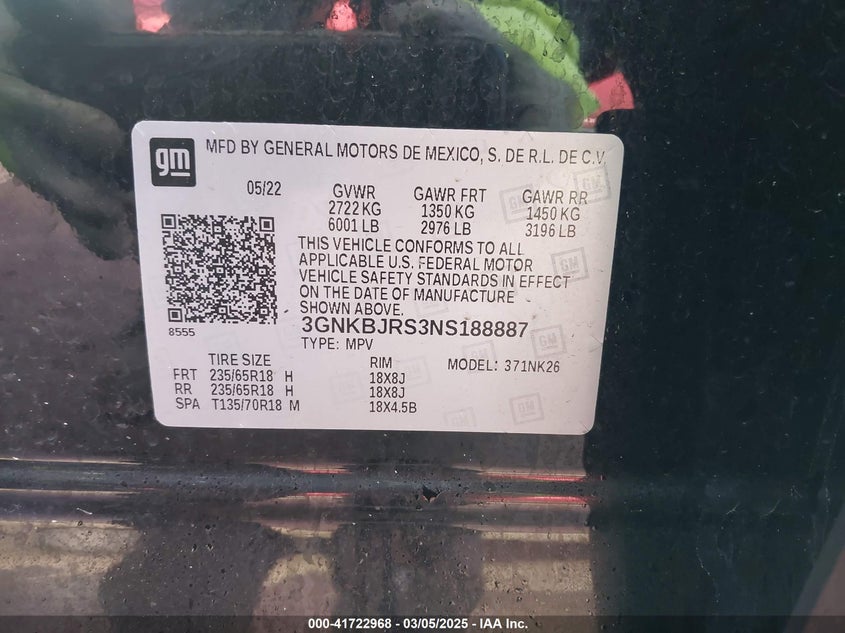 gm
MFD BY GENERAL MOTORS DE MEXICO, S. DE R.L. DE C.V.
05/22 GVWR GAWR FRT GAWR RR
2722 KG 1350 KG 1450 KG
6001 LB 2976 LB 3196 LB
THIS VEHICLE CONFORMS TO ALL
APPLICABLE U.S. FEDERAL MOTOR
VEHICLE SAFETY STANDARDS IN EFFECT
ON THE DATE OF MANUFACTURE
SHOWN ABOVE.
8555
3GNKBJRS3NS188887
TYPE: MPV
TIRE SIZE RIM MODEL: 371NK26
FRT 235/65R18 H 18X8J
RR 235/65R18 H 18X8J
SPA T135/70R18 M 18X4.5B
000-41722968 - 03/05/2025 - IAA Inc.